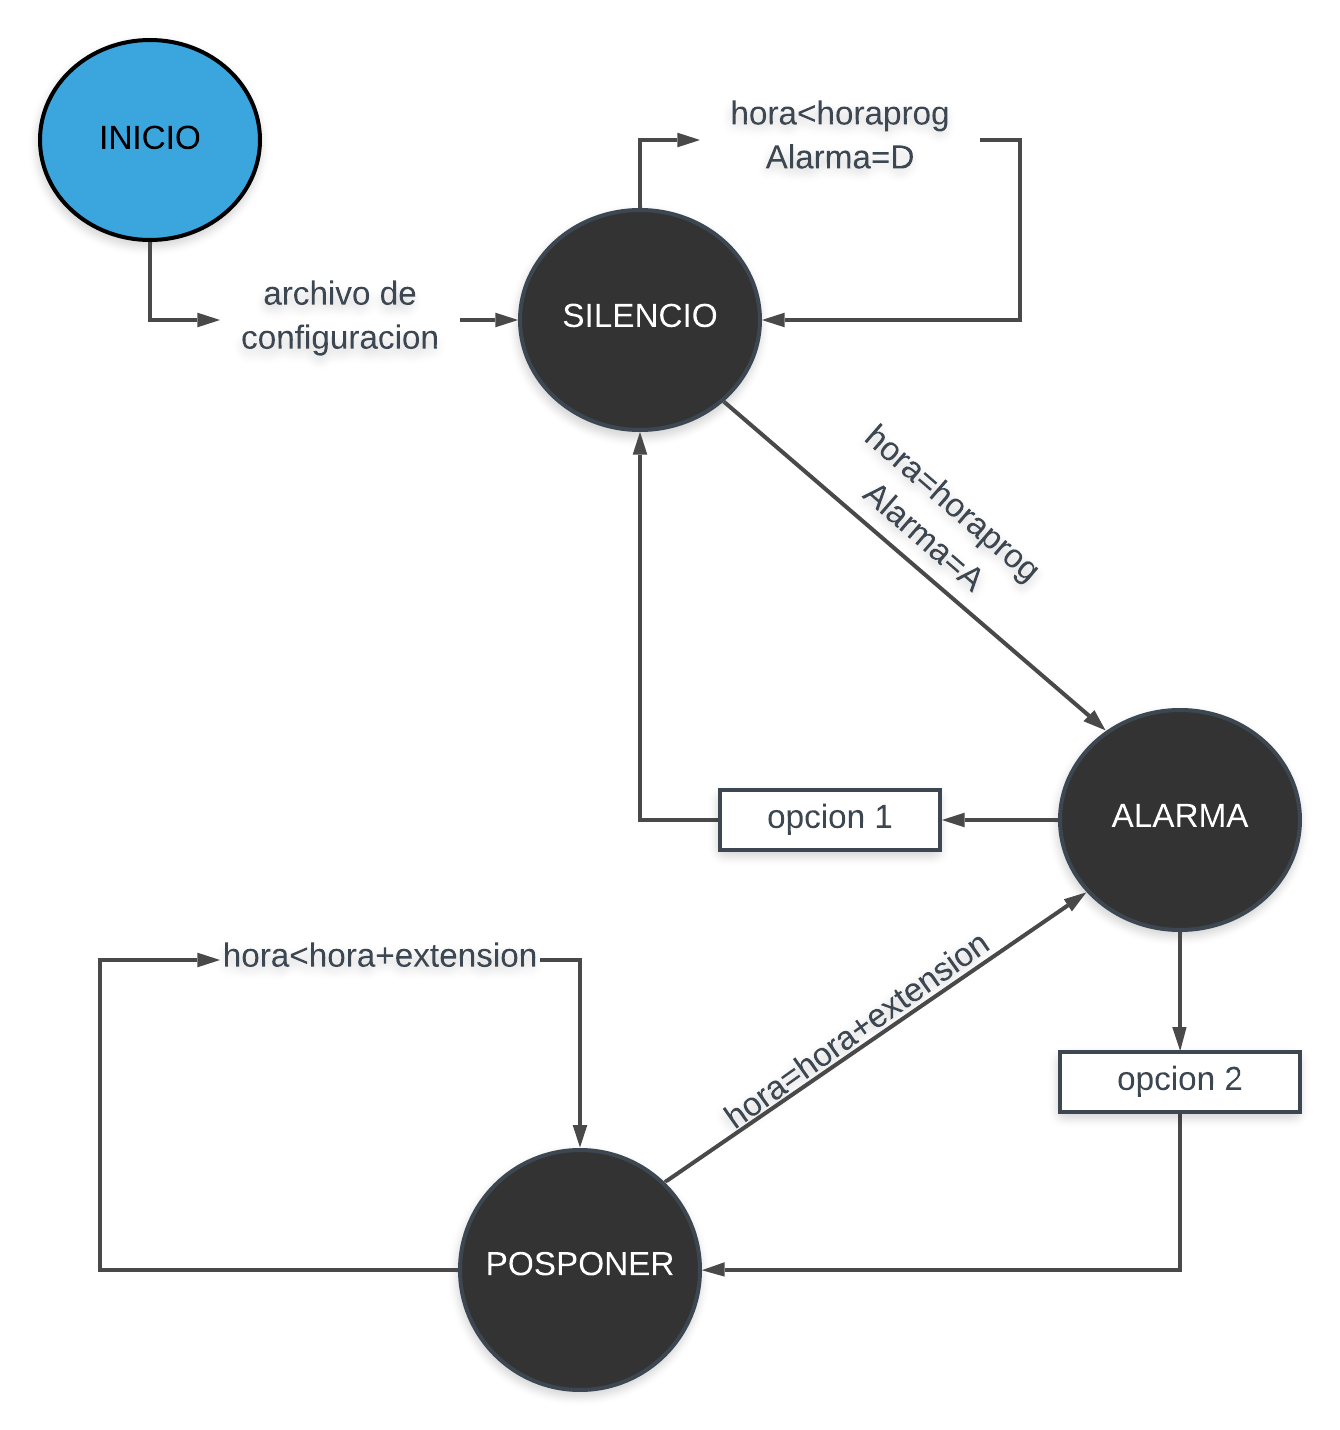 INICIO
hora<horaprog
Alarma=D
archivo de
configuracion
SILENCIO
hora=horaprog
Alarma=A
opcion 1
ALARMA
hora<hora+extension
hora=hora+extension
opcion 2
POSPONER